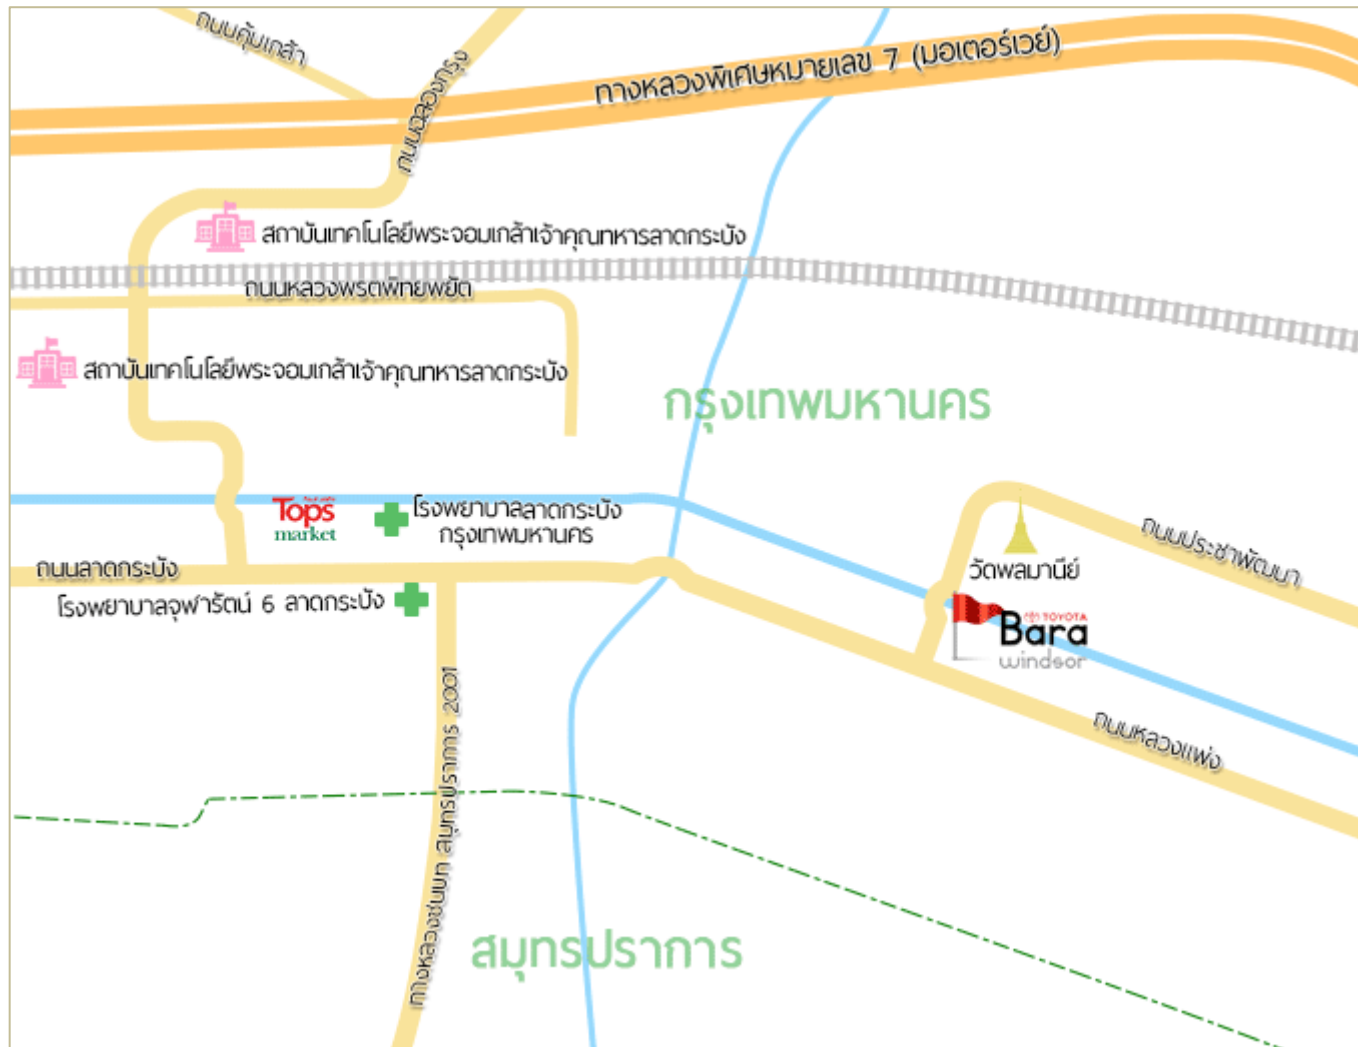 ถนนคุ้มเกล้า
ถนนฉลองกรุง
ทางหลวงพิเศษหมายเลข 7 (มอเตอร์เวย์)
สถาบันเทคโนโลยีพระจอมเกล้าเจ้าคุณทหารลาดกระบัง
ถนนหลวงพรตพิทยพยัต
สถาบันเทคโนโลยีพระจอมเกล้าเจ้าคุณทหารลาดกระบัง
กรุงเทพมหานคร
Tops
market
โรงพยาบาลลาดกระบัง
กรุงเทพมหานคร
ถนนประชาพัฒนา
ถนนลาดกระบัง
วัดพลมานีย์
โรงพยาบาลจุฬารัตน์ 6 ลาดกระบัง
TOYOTA
Bara
windsor
ทางหลวงชนบท สมุทรปราการ 2001
ถนนหลวงแพ่ง
สมุทรปราการ